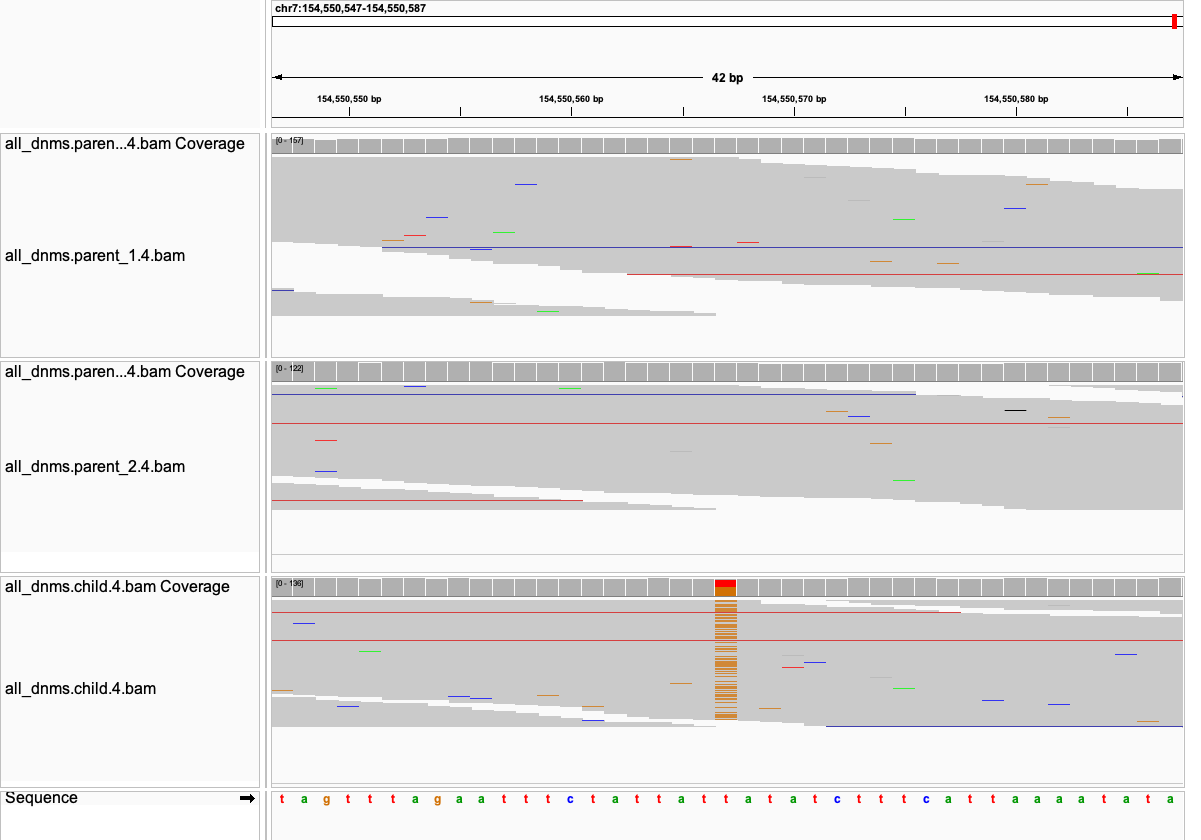 chr7:154,550,547-154,550,587
42 bp
154,550,550 bp 154,550,560 bp 154,550,570 bp 154,550,580 bp
all_dnms.paren...4.bam Coverage
[0 - 157]
all_dnms.parent_1.4.bam
all_dnms.paren...4.bam Coverage
[0 - 122]
all_dnms.parent_2.4.bam
all_dnms.child.4.bam Coverage
[0 - 136]
all_dnms.child.4.bam
Sequence t a g t t t a g a a t t t c t a t t a t t a t a t c t t t c a t t a a a a t a t a